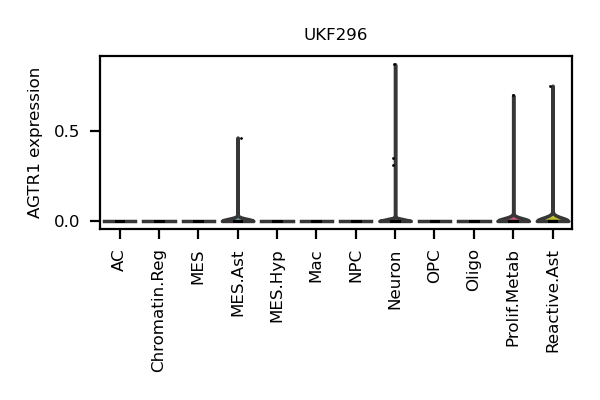 UKF296
AGTR1 expression
0.5
0.0
AC
Chromatin.Reg
MES
MES.Ast
MES.Hyp
Mac
NPC
Neuron
OPC
Oligo
Prolif.Metab
Reactive.Ast